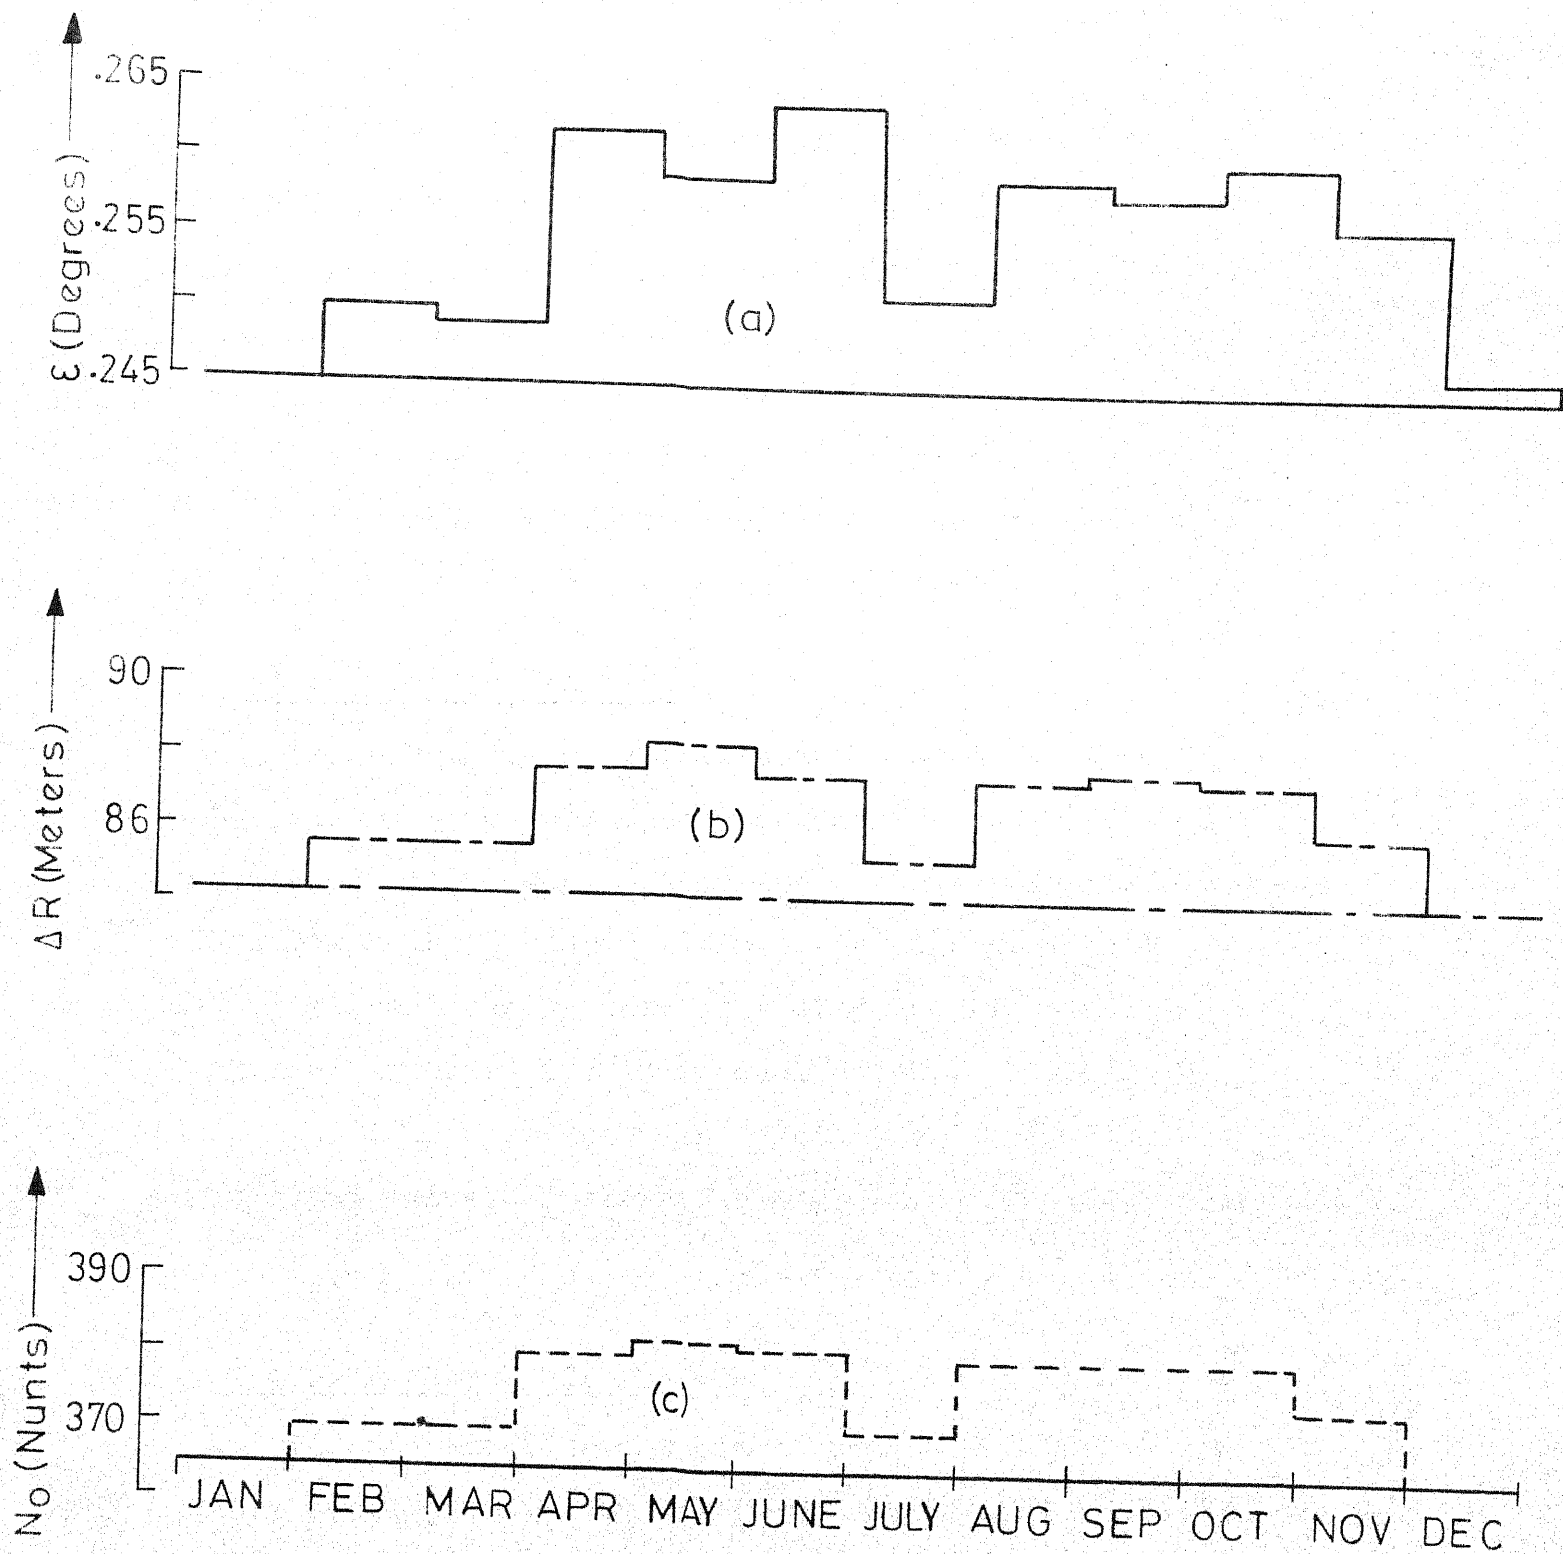 ε (Degrees)
.265
.255
.245
(a)
Δ R (Meters)
90
86
(b)
No (Nunts)
390
370
(c)
JAN FEB MAR APR MAY JUNE JULY AUG SEP OCT NOV DEC